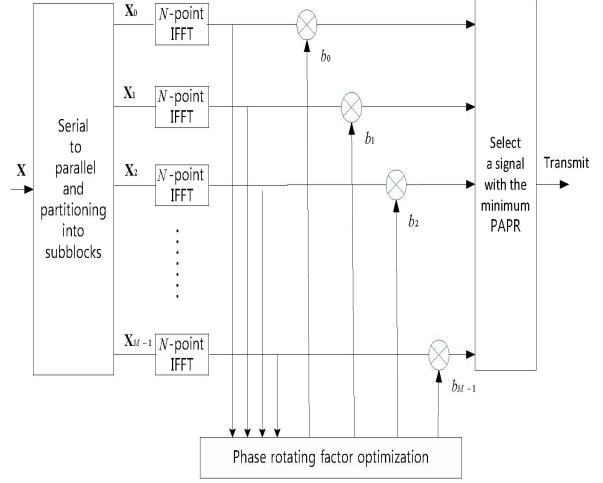 X
Serial
to
parallel
and
partitioning
into
subblocks
X0
N-point
IFFT
b0
X1
N-point
IFFT
b1
X2
N-point
IFFT
b2
XM-1
N-point
IFFT
bM-1
Select
a signal
with the
minimum
PAPR
Transmit
Phase rotating factor optimization